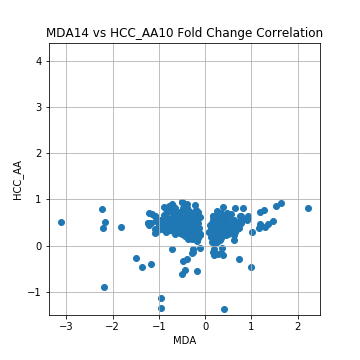 MDA14 vs HCC_AA10 Fold Change Correlation
4
3
2
1
0
−1
HCC_AA
−3 −2 −1 0 1 2
MDA